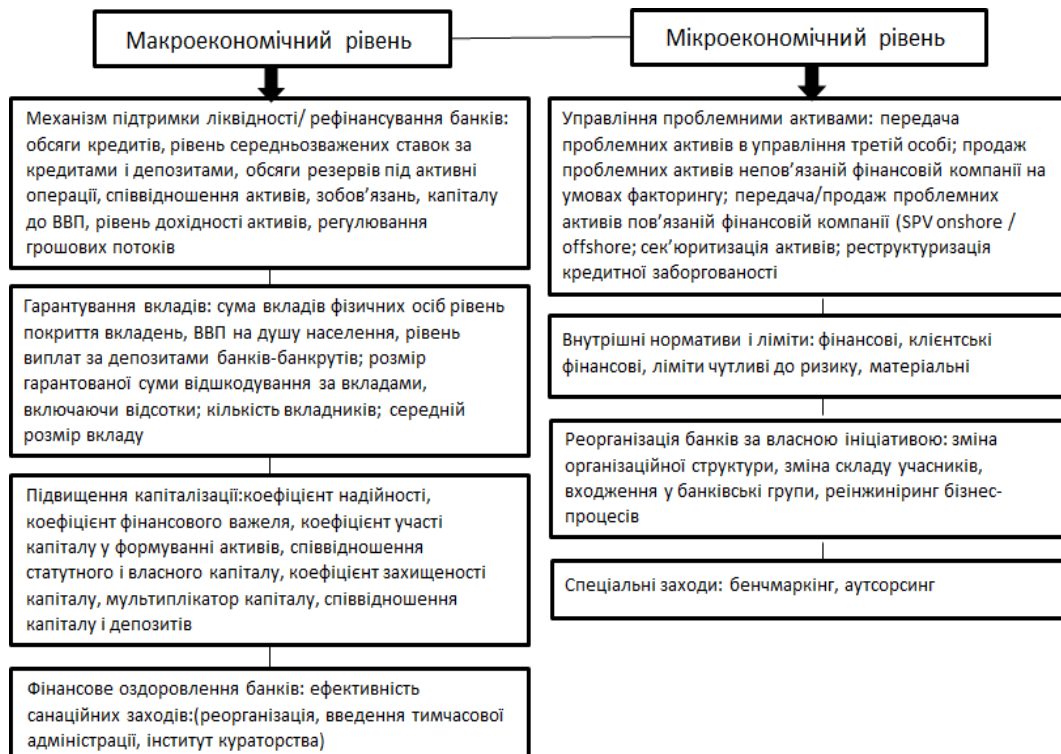 Макроекономічний рівень
Механізм підтримки ліквідності/ рефінансування банків:
обсяги кредитів, рівень середньозважених ставок за
кредитами і депозитами, обсяги резервів під активні
операції, співвідношення активів, зобов’язань, капіталу
до ВВП, рівень дохідності активів, регулювання
грошових потоків
Гарантування вкладів: сума вкладів фізичних осіб рівень
покриття вкладень, ВВП на душу населення, рівень
виплат за депозитами банків-банкрутів; розмір
гарантованої суми відшкодування за вкладами,
включаючи відсотки; кількість вкладників; середній
розмір вкладу
Підвищення капіталізації:коефіцієнт надійності,
коефіцієнт фінансового важеля, коефіцієнт участі
капіталу у формуванні активів, співвідношення
статутного і власного капіталу, коефіцієнт захищеності
капіталу, мультиплікатор капіталу, співвідношення
капіталу і депозитів
Фінансове оздоровлення банків: ефективність
санаційних заходів:(реорганізація, введення тимчасової
адміністрації, інститут кураторства)
Мікроекономічний рівень
Управління проблемними активами: передача
проблемних активів в управління третій особі; продаж
проблемних активів непов’язаній фінансовій компанії на
умовах факторингу; передача/продаж проблемних
активів пов’язаній фінансовій компанії (SPV onshore /
offshore; сек’юритизація активів; реструктуризація
кредитної заборгованості
Внутрішні нормативи і ліміти: фінансові, клієнтські
фінансові, ліміти чутливі до ризику, матеріальні
Реорганізація банків за власною ініціативою: зміна
організаційної структури, зміна складу учасників,
входження у банківські групи, реінжиніринг бізнес-
процесів
Спеціальні заходи: бенчмаркінг, аутсорсинг